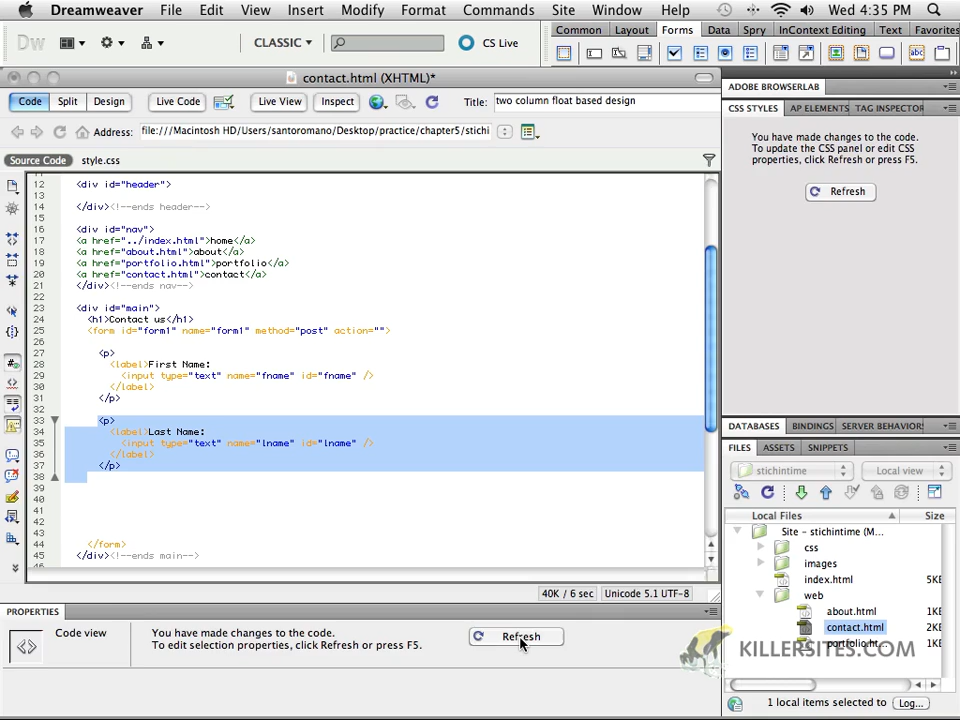 Dreamweaver File Edit View Insert Modify Format Commands Site Window Help Wed 4:35 PM
Dw CLASSIC CS Live
Common Layout Forms Data Spry InContext Editing Text Favorites
contact.html (XHTML)*
Code Split Design Live Code Live View Inspect Title: two column float based design
Address: file:///Macintosh HD/Users/santoromano/Desktop/practice/chapter5/stichi
Source Code style.css
12 <div id="header">
13
14 </div><!--ends header-->
15
16 <div id="nav">
17 <a href="../index.html">home</a>
18 <a href="about.html">about</a>
19 <a href="portfolio.html">portfolio</a>
20 <a href="contact.html">contact</a>
21 </div><!--ends nav-->
22
23 <div id="main">
24 <h1>Contact us</h1>
25 <form id="form1" name="form1" method="post" action="">
26
27 <p>
28 <label>First Name:
29 <input type="text" name="fname" id="fname" />
30 </label>
31 </p>
32
33 <p>
34 <label>Last Name:
35 <input type="text" name="lname" id="lname" />
36 </label>
37 </p>
38
39
40
41
42
43
44 </form>
45 </div><!--ends main-->
40K / 6 sec Unicode 5.1 UTF-8
PROPERTIES
Code view
You have made changes to the code.
To edit selection properties, click Refresh or press F5.
Refresh
ADOBE BROWSERLAB
CSS STYLES AP ELEMENTS TAG INSPECTOR
You have made changes to the code.
To update the CSS panel or edit CSS
properties, click Refresh or press F5.
Refresh
DATABASES BINDINGS SERVER BEHAVIOR
FILES ASSETS SNIPPETS
stichintime Local view
Local Files Size
Site - stichintime (M...
css
images
index.html 5KE
web
about.html 1KE
contact.html 2KE
portfolio.ht... 1KE
KILLERSITES.COM
1 local items selected to Log...